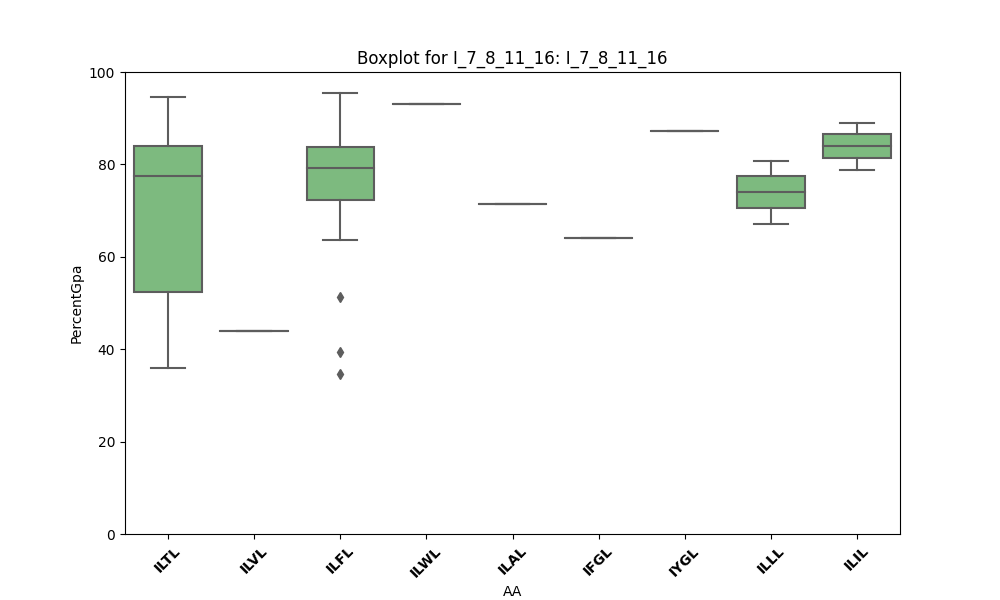 Boxplot for I_7_8_11_16: I_7_8_11_16
100
80
60
40
20
0
PercentGpa
ILTL
ILVL
ILFL
ILWL
ILAL
IFGL
IYGL
ILLL
ILIL
AA